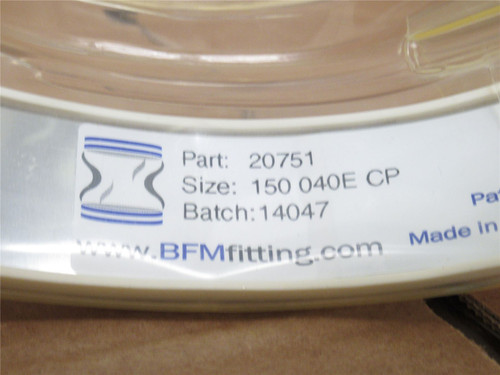 Part: 20751
Size: 150 040E CP
Batch: 14047
www.BFMfitting.com
Made in